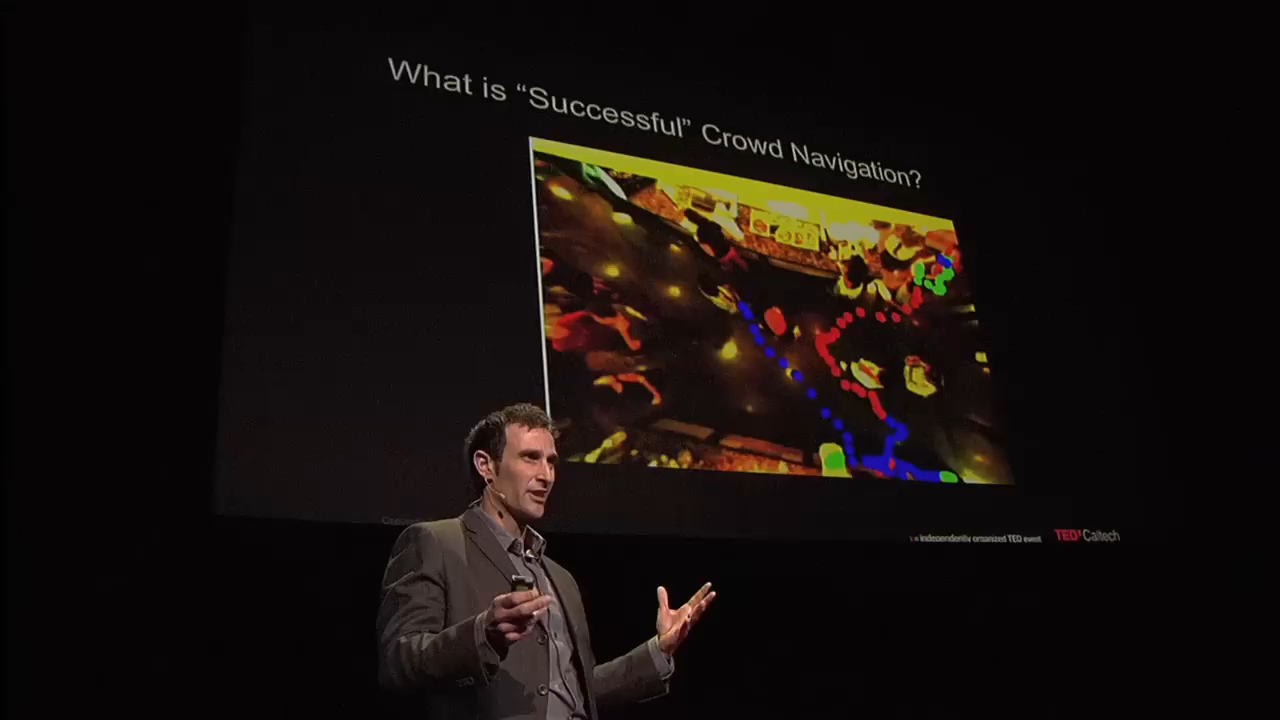 What is “Successful” Crowd Navigation?
independently organized TED event
TEDxCaltech